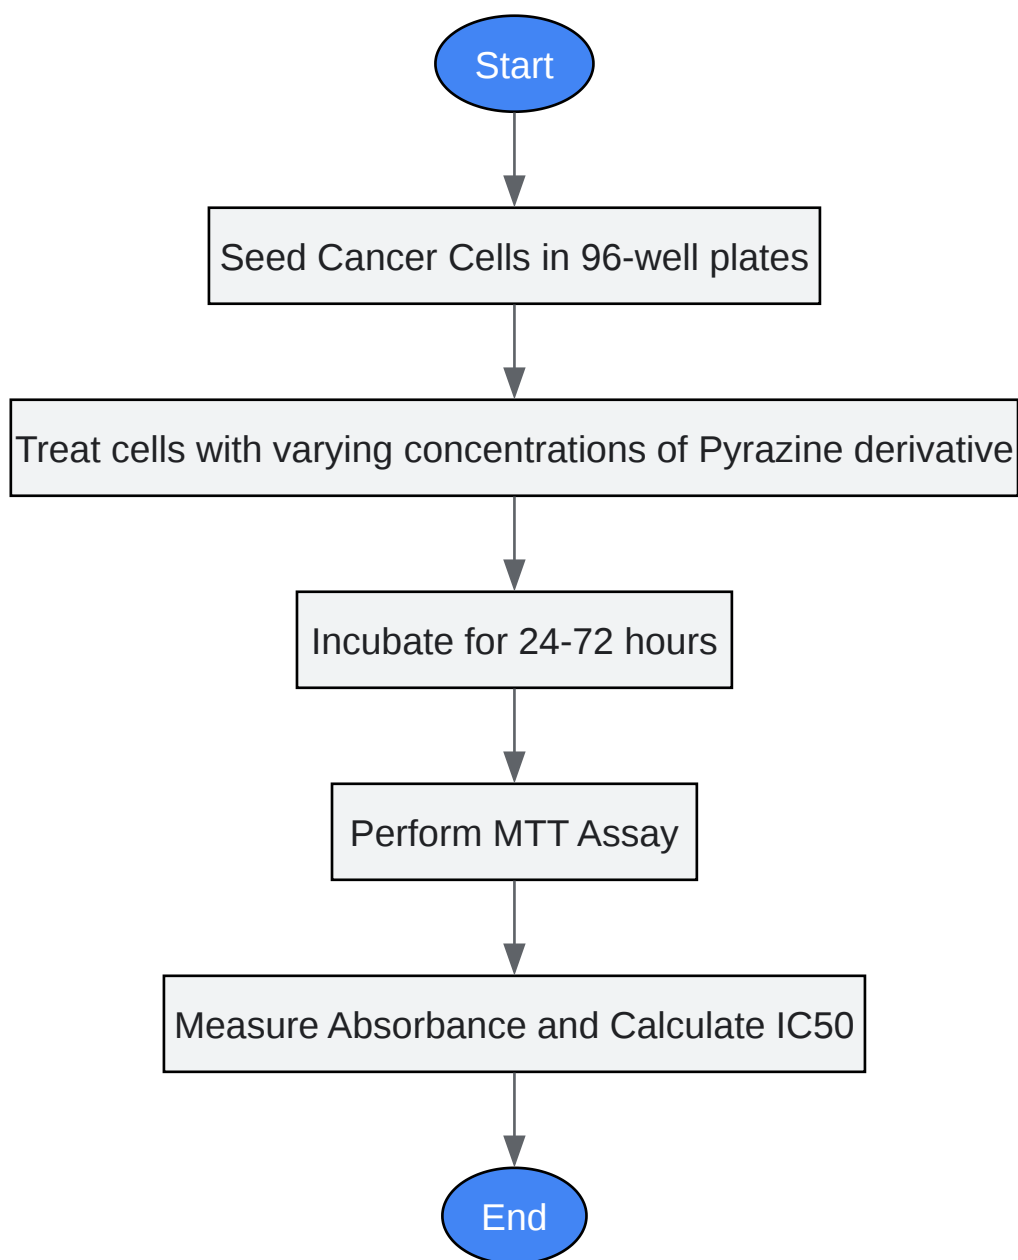 Start
Seed Cancer Cells in 96-well plates
Treat cells with varying concentrations of Pyrazine derivative
Incubate for 24-72 hours
Perform MTT Assay
Measure Absorbance and Calculate IC50
End